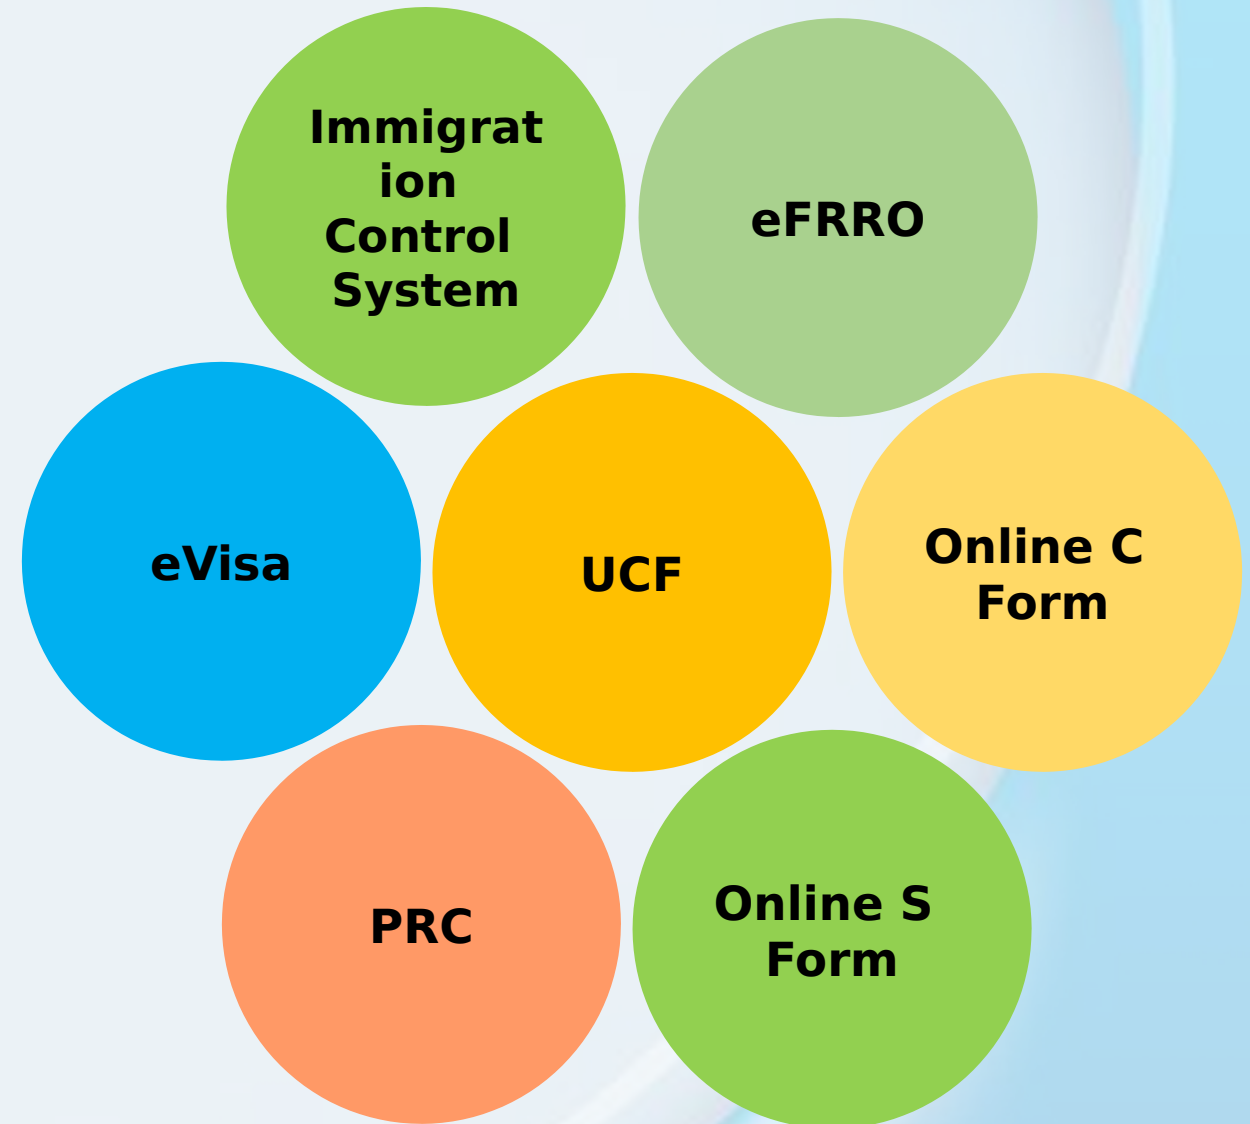 Immigrat
ion
Control
System
eFRRO
eVisa
UCF
Online C
Form
PRC
Online S
Form